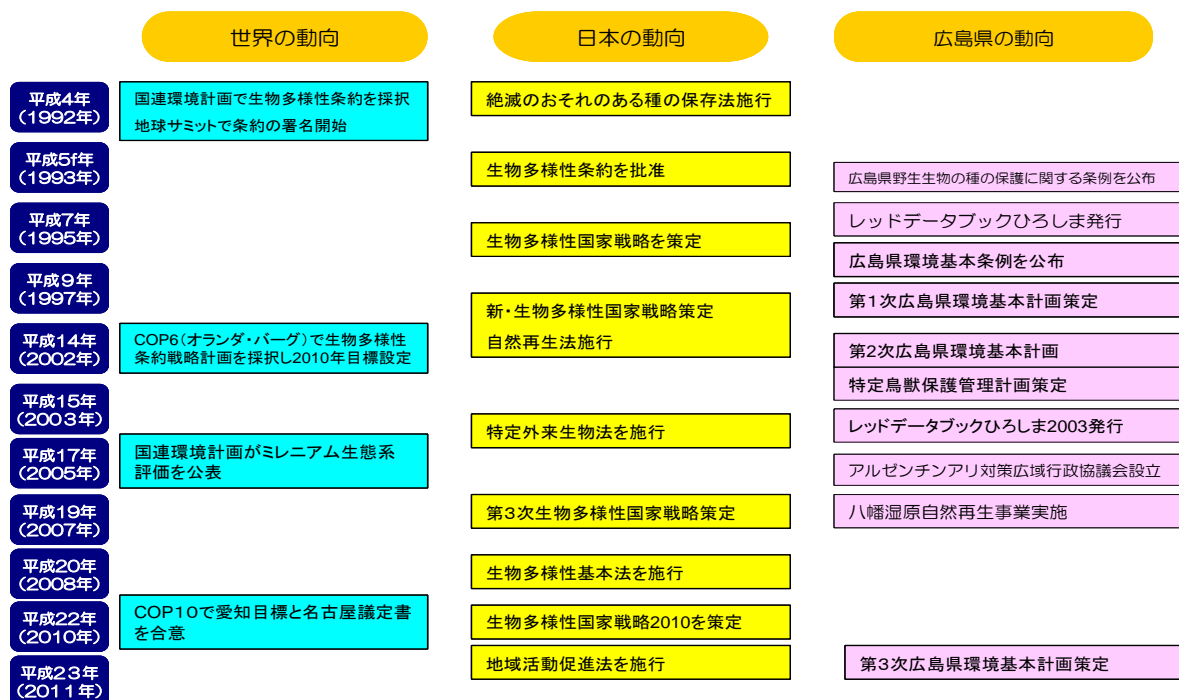 世界の動向
日本の動向
広島県の動向
平成4年
(1992年)
国連環境計画で生物多様性条約を採択
地球サミットで条約の署名開始
絶滅のおそれのある種の保存法施行
平成5f年
(1993年)
生物多様性条約を批准
広島県野生生物の種の保護に関する条例を公布
平成7年
(1995年)
生物多様性国家戦略を策定
レッドデータブックひろしま発行
広島県環境基本条例を公布
平成9年
(1997年)
第1次広島県環境基本計画策定
新・生物多様性国家戦略策定
自然再生法施行
平成14年
(2002年)
COP6(オランダ・バーグ)で生物多様性
条約戦略計画を採択し2010年目標設定
第2次広島県環境基本計画
特定鳥獣保護管理計画策定
平成15年
(2003年)
特定外来生物法を施行
レッドデータブックひろしま2003発行
平成17年
(2005年)
国連環境計画がミレニアム生態系
評価を公表
アルゼンチンアリ対策広域行政協議会設立
平成19年
(2007年)
第3次生物多様性国家戦略策定
八幡湿原自然再生事業実施
平成20年
(2008年)
生物多様性基本法を施行
平成22年
(2010年)
COP10で愛知目標と名古屋議定書
を合意
生物多様性国家戦略2010を策定
平成23年
(2011年)
地域活動促進法を施行
第3次広島県環境基本計画策定